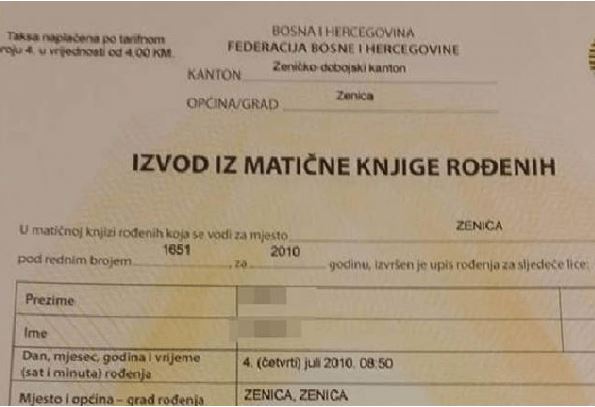 Taksa naplaćena po tarifnom
roju 4. u vrijednosti od 4,00 KM.
BOSNA I HERCEGOVINA
FEDERACIJA BOSNE I HERCEGOVINE
KANTON Zeničko-dobojski kanton
OPĆINA/GRAD Zenica
IZVOD IZ MATIČNE KNJIGE ROĐENIH
U matičnoj knjizi rođenih koja se vodi za mjesto ZENICA
pod rednim brojem 1651 , za 2010 godinu, izvršen je upis rođenja za sljedeće lice:
Prezime
Ime
Dan, mjesec, godina i vrijeme
(sat i minuta) rođenja
4. (četvrti) juli 2010. 08:50
Mjesto i općina – grad rođenja ZENICA, ZENICA